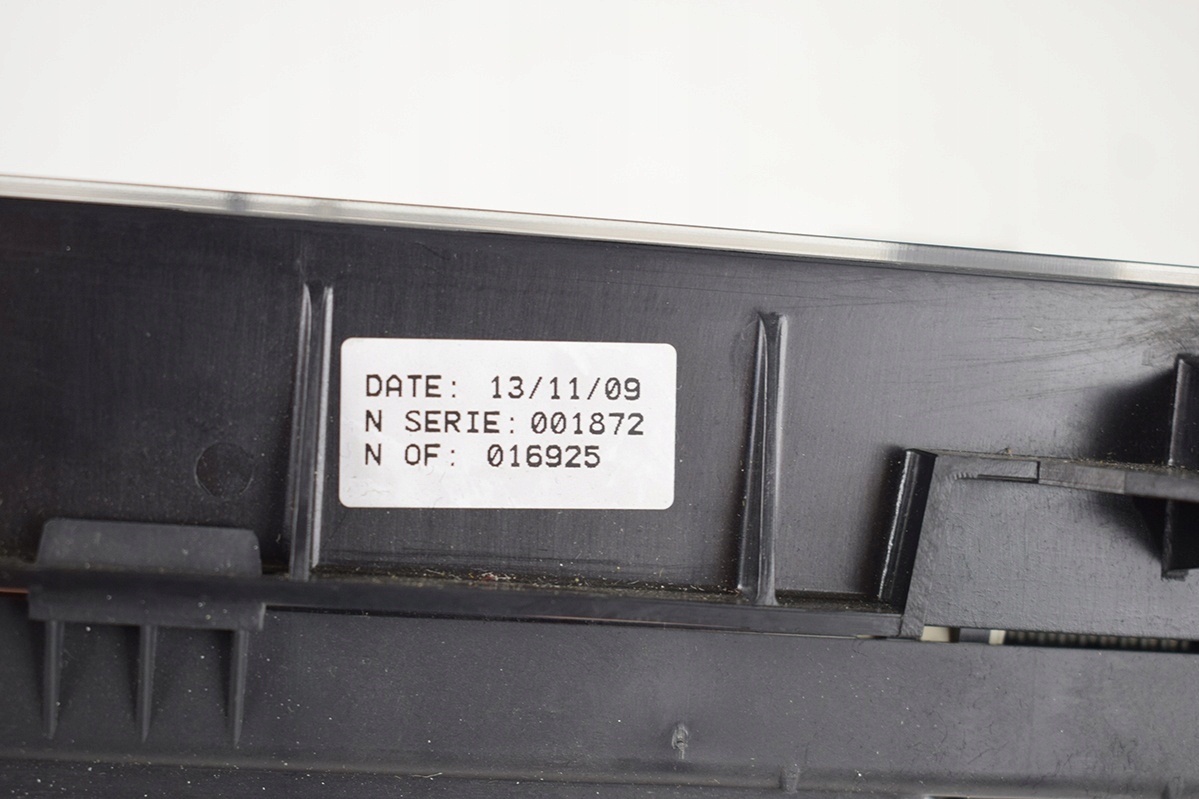 DATE: 13/11/09
N SERIE: 001872
N OF: 016925